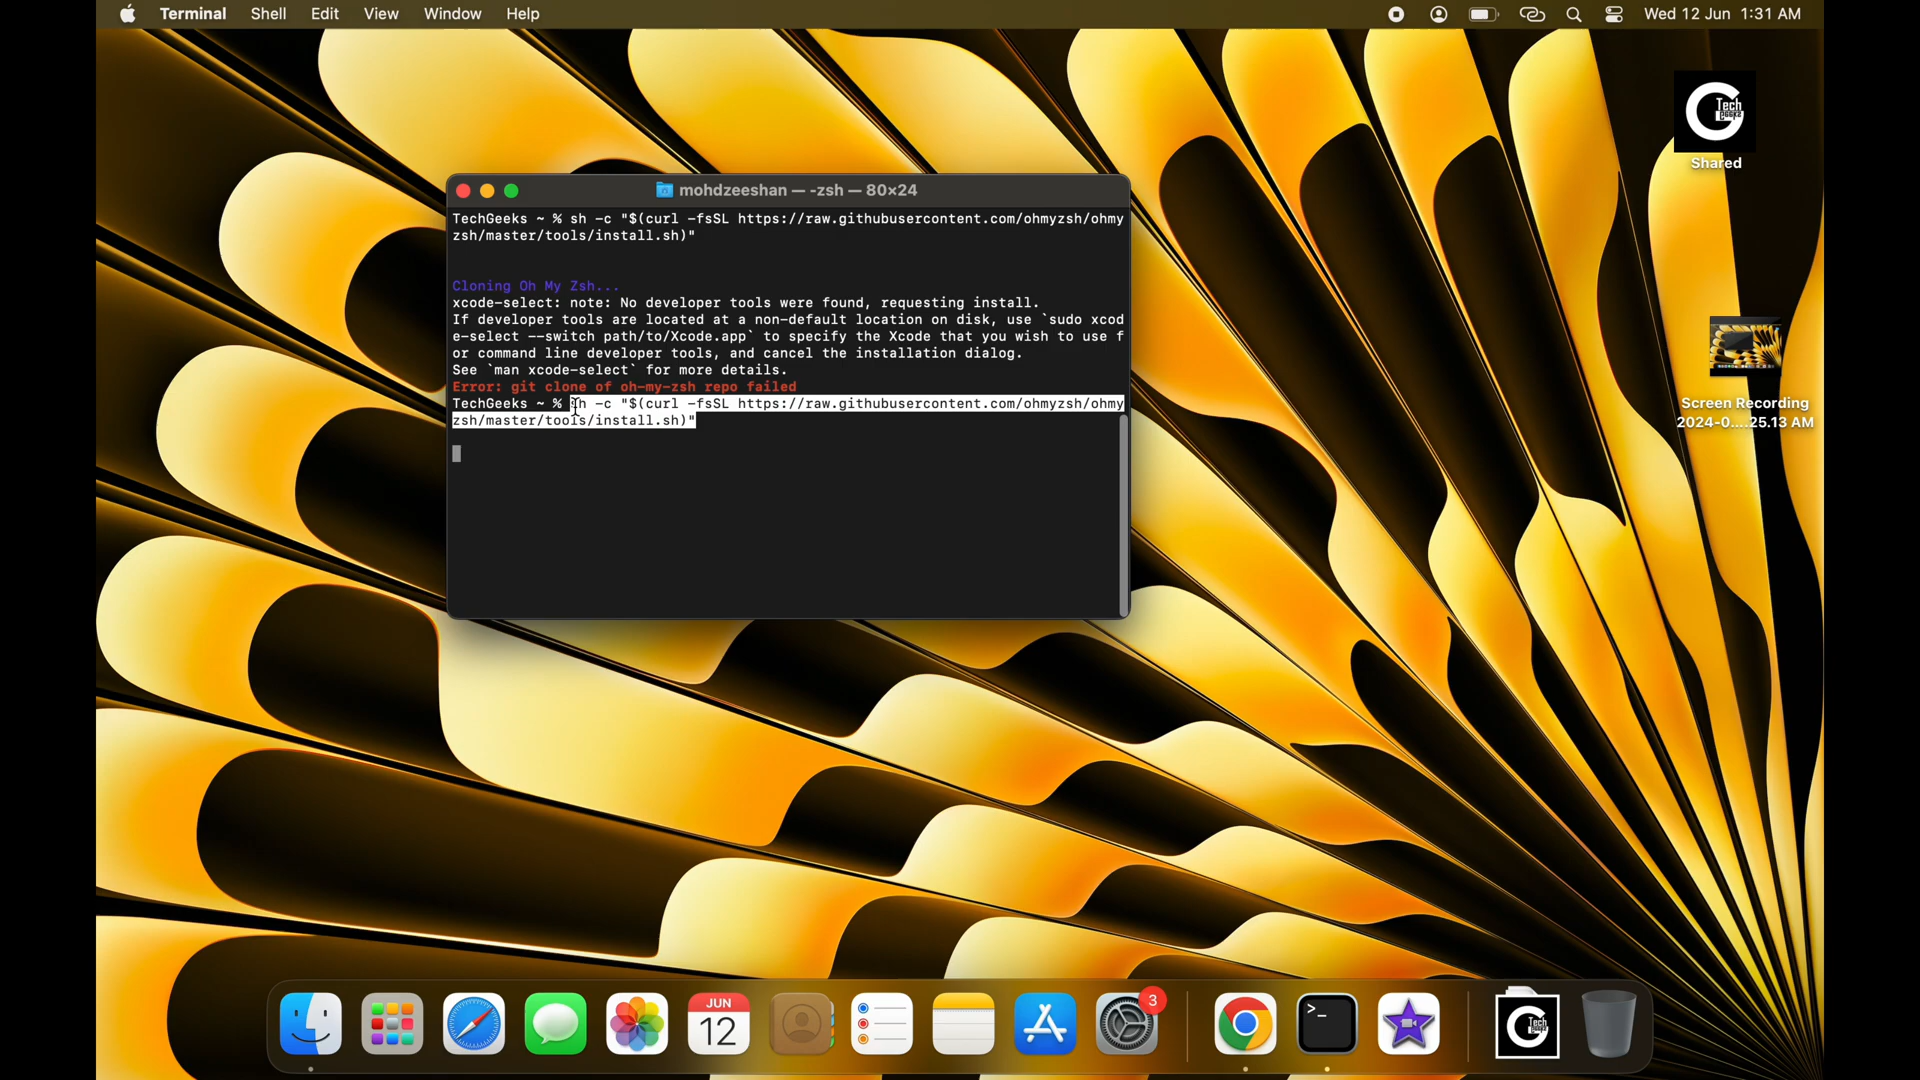 Terminal Shell Edit View Window Help Wed 12 Jun 1:31 AM
Tech
Geeks
Shared
mohdzeeshan — -zsh — 80×24
TechGeeks ~ % sh -c "$(curl -fsSL https://raw.githubusercontent.com/ohmyzsh/ohmy
zsh/master/tools/install.sh)"
Cloning Oh My Zsh...
xcode-select: note: No developer tools were found, requesting install.
If developer tools are located at a non-default location on disk, use `sudo xcod
e-select --switch path/to/Xcode.app` to specify the Xcode that you wish to use f
or command line developer tools, and cancel the installation dialog.
See `man xcode-select` for more details.
Error: git clone of oh-my-zsh repo failed
TechGeeks ~ % sh -c "$(curl -fsSL https://raw.githubusercontent.com/ohmyzsh/ohmy
zsh/master/tools/install.sh)"
Screen Recording
2024-0....25.13 AM
JUN
12
3
>_
Tech